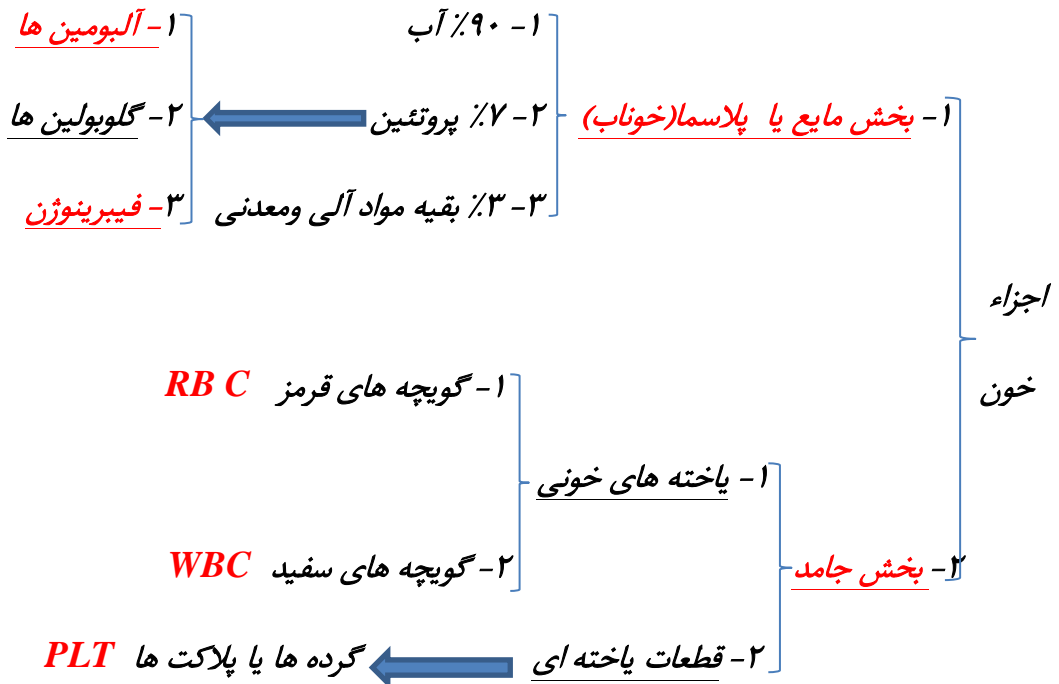 ۱- ۹۰٪ آب
۱- آلبومین ها
۱- بخش مایع یا پلاسما(خوناب)
۲- ۷٪ پروتئین
۲- گلوبولین ها
۳- ۳٪ بقیه مواد آلی ومعدنی
۳- فیبرینوژن
اجزاء
خون
۱- گویچه های قرمز RB C
۱- یاخته های خونی
۲- بخش جامد
۲- گویچه های سفید WBC
۲- قطعات یاخته ای
گرده ها یا پلاکت ها PLT